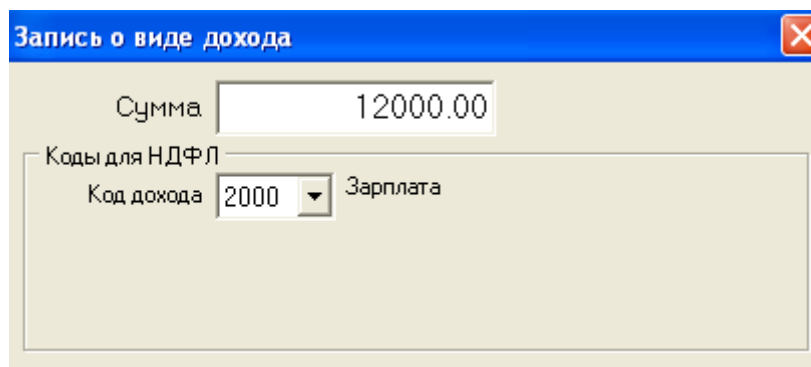 Запись о виде дохода
Сумма 12000.00
Коды для НДФЛ
Код дохода 2000 Зарплата